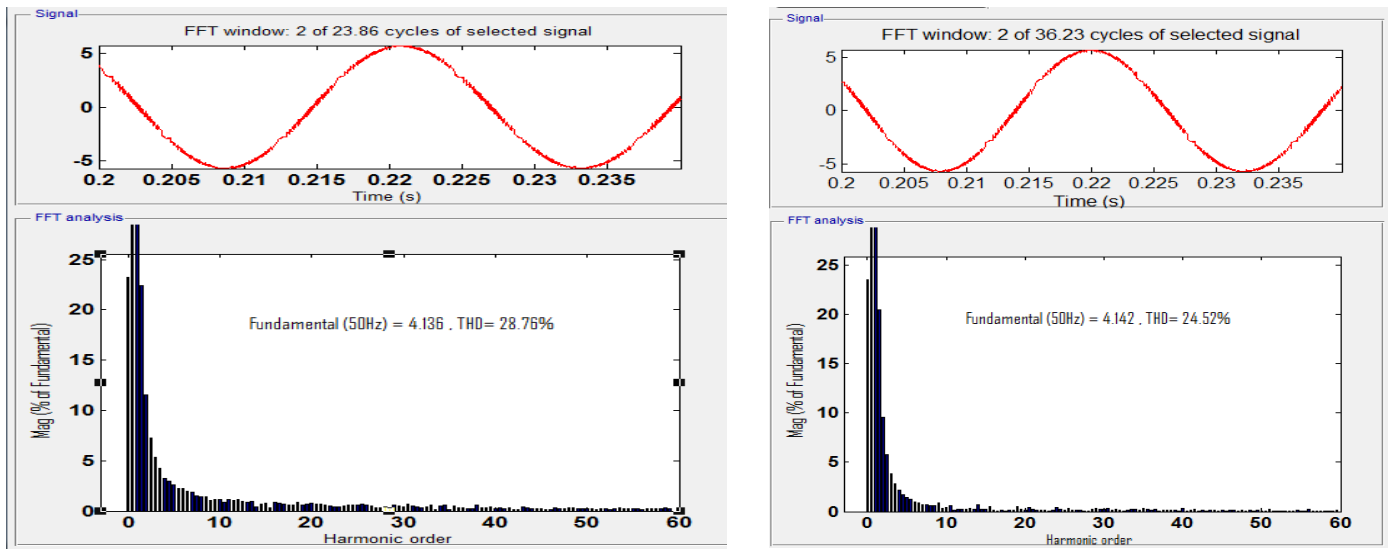 Signal
FFT window: 2 of 23.86 cycles of selected signal
5
0
-5
0.2 0.205 0.21 0.215 0.22 0.225 0.23 0.235
Time (s)
FFT analysis
25
20
15
10
5
0
Mag (% of Fundamental)
Fundamental (50Hz) = 4.136 , THD= 28.76%
0 10 20 30 40 50 60
Harmonic order
Signal
FFT window: 2 of 36.23 cycles of selected signal
5
0
-5
0.2 0.205 0.21 0.215 0.22 0.225 0.23 0.235
Time (s)
FFT analysis
25
20
15
10
5
0
Mag (% of Fundamental)
Fundamental (50Hz) = 4.142 , THD= 24.52%
0 10 20 30 40 50 60
Harmonic order